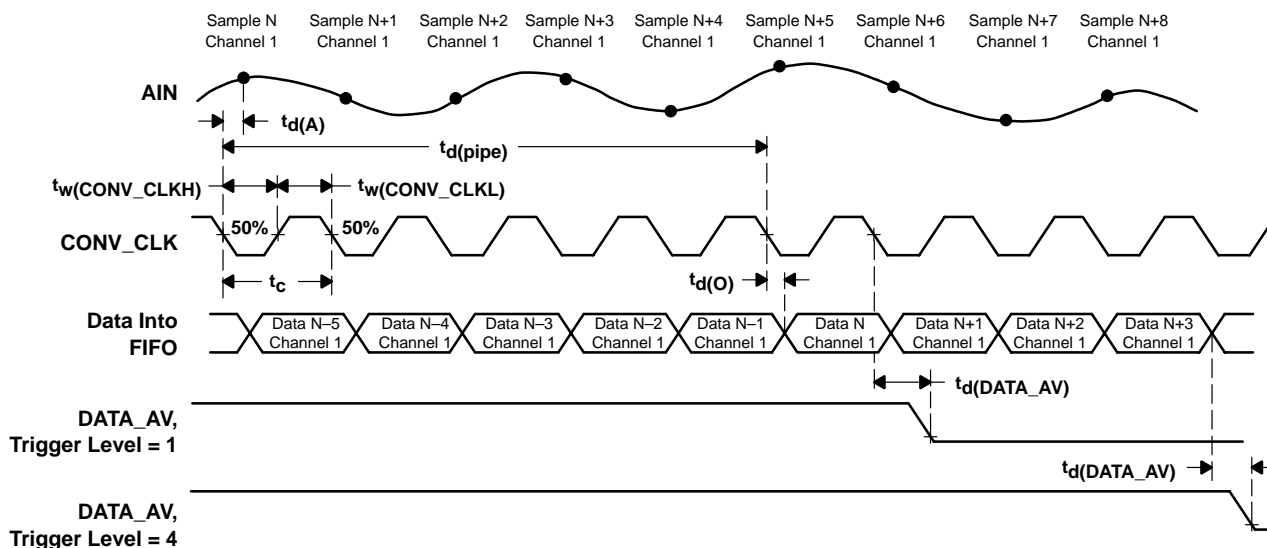 Sample N
Channel 1
Sample N+1
Channel 1
Sample N+2
Channel 1
Sample N+3
Channel 1
Sample N+4
Channel 1
Sample N+5
Channel 1
Sample N+6
Channel 1
Sample N+7
Channel 1
Sample N+8
Channel 1
AIN
td(A)
td(pipe)
tw(CONV_CLKH)
tw(CONV_CLKL)
CONV_CLK
50%
50%
tc
td(O)
Data Into
FIFO
Data N–5
Channel 1
Data N–4
Channel 1
Data N–3
Channel 1
Data N–2
Channel 1
Data N–1
Channel 1
Data N
Channel 1
Data N+1
Channel 1
Data N+2
Channel 1
Data N+3
Channel 1
td(DATA_AV)
DATA_AV,
Trigger Level = 1
td(DATA_AV)
DATA_AV,
Trigger Level = 4